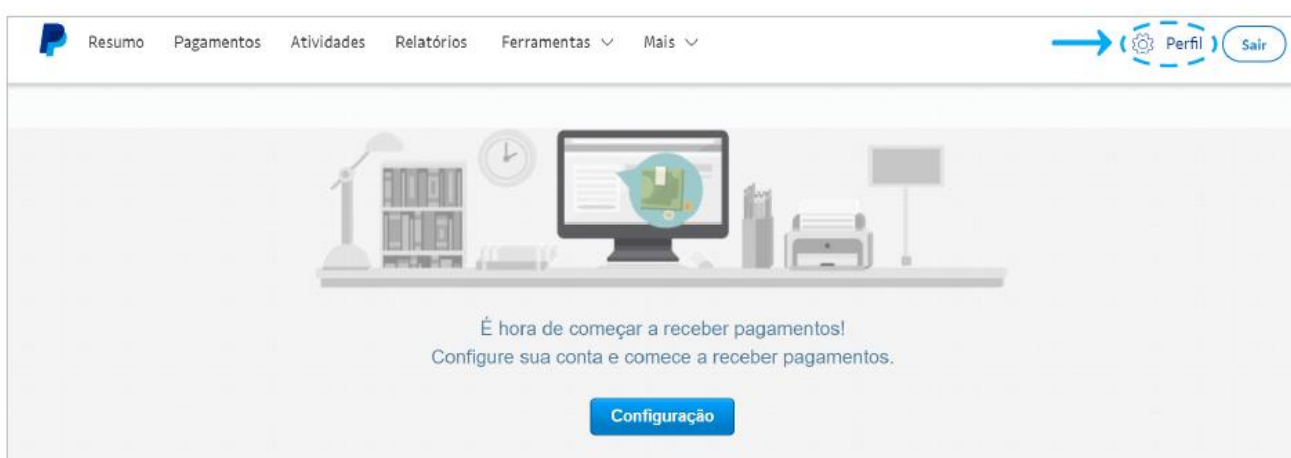 Resumo Pagamentos Atividades Relatórios Ferramentas Mais Perfil Sair
É hora de começar a receber pagamentos!
Configure sua conta e comece a receber pagamentos.
Configuração